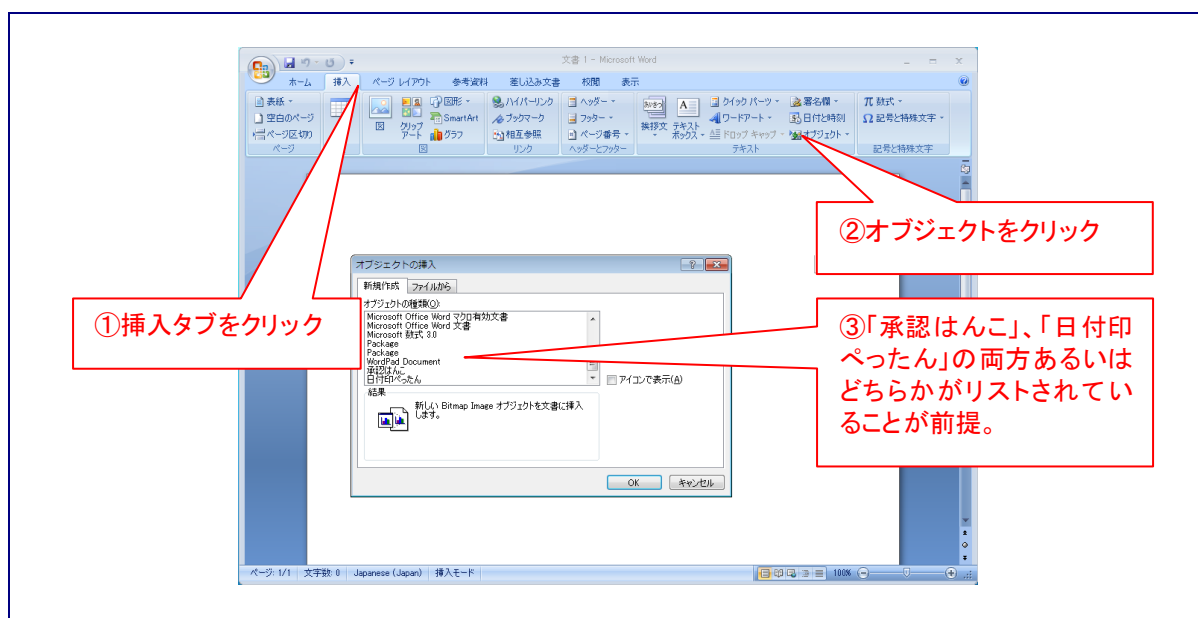 文書 1 - Microsoft Word
ホーム 挿入 ページ レイアウト 参考資料 差し込み文書 校閲 表示
表紙
空白のページ
ページ区切り
ページ
図
クリップ
アート
図形
SmartArt
グラフ
図
ハイパーリンク
ブックマーク
相互参照
リンク
ヘッダー
フッター
ページ番号
ヘッダーとフッター
挨拶文
テキスト
ボックス
クイック パーツ
ワードアート
ドロップ キャップ
署名欄
日付と時刻
オブジェクト
テキスト
π 数式
Ω 記号と特殊文字
記号と特殊文字
②オブジェクトをクリック
①挿入タブをクリック
オブジェクトの挿入
新規作成 ファイルから
オブジェクトの種類(O):
Microsoft Office Word マクロ有効文書
Microsoft Office Word 文書
Microsoft 数式 3.0
Package
Package
WordPad Document
承認はんこ
日付印ぺったん
アイコンで表示(A)
結果
新しい Bitmap Image オブジェクトを文書に挿入
します。
OK キャンセル
③「承認はんこ」、「日付印
ぺったん」の両方あるいは
どちらかがリストされてい
ることが前提。
ページ: 1/1 文字数: 0 Japanese (Japan) 挿入モード 100%